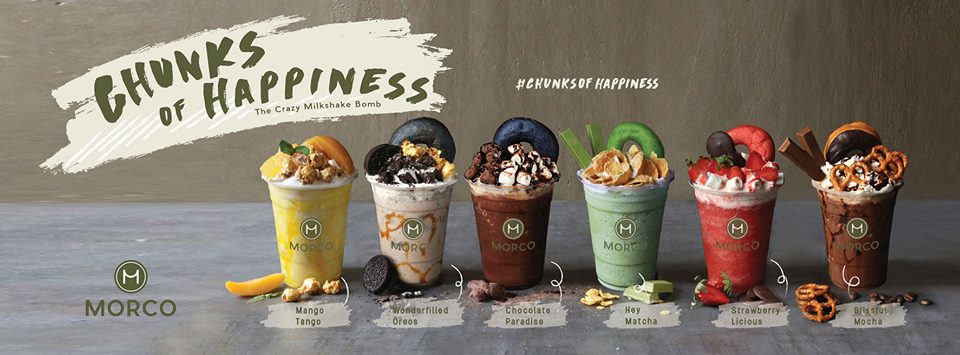 CHUNKS
OF HAPPINESS
The Crazy Milkshake Bomb
#CHUNKSOFHAPPINESS
M
MORCO
M
MORCO
M
MORCO
M
MORCO
M
MORCO
M
MORCO
M
MORCO
Mango
Tango
Wonderfilled
Oreos
Chocolate
Paradise
Hey
Matcha
Strawberry
Licious
Blissful
Mocha